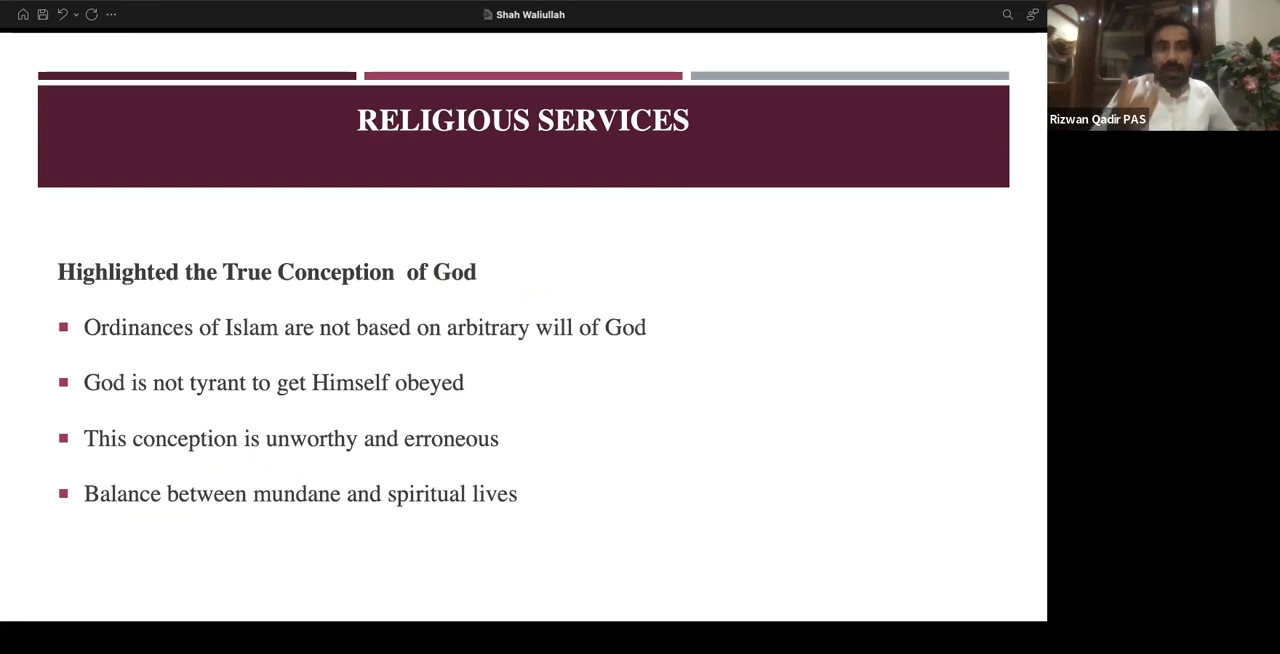 Shah Waliullah
RELIGIOUS SERVICES
Rizwan Qadir PAS
Highlighted the True Conception of God
Ordinances of Islam are not based on arbitrary will of God
God is not tyrant to get Himself obeyed
This conception is unworthy and erroneous
Balance between mundane and spiritual lives